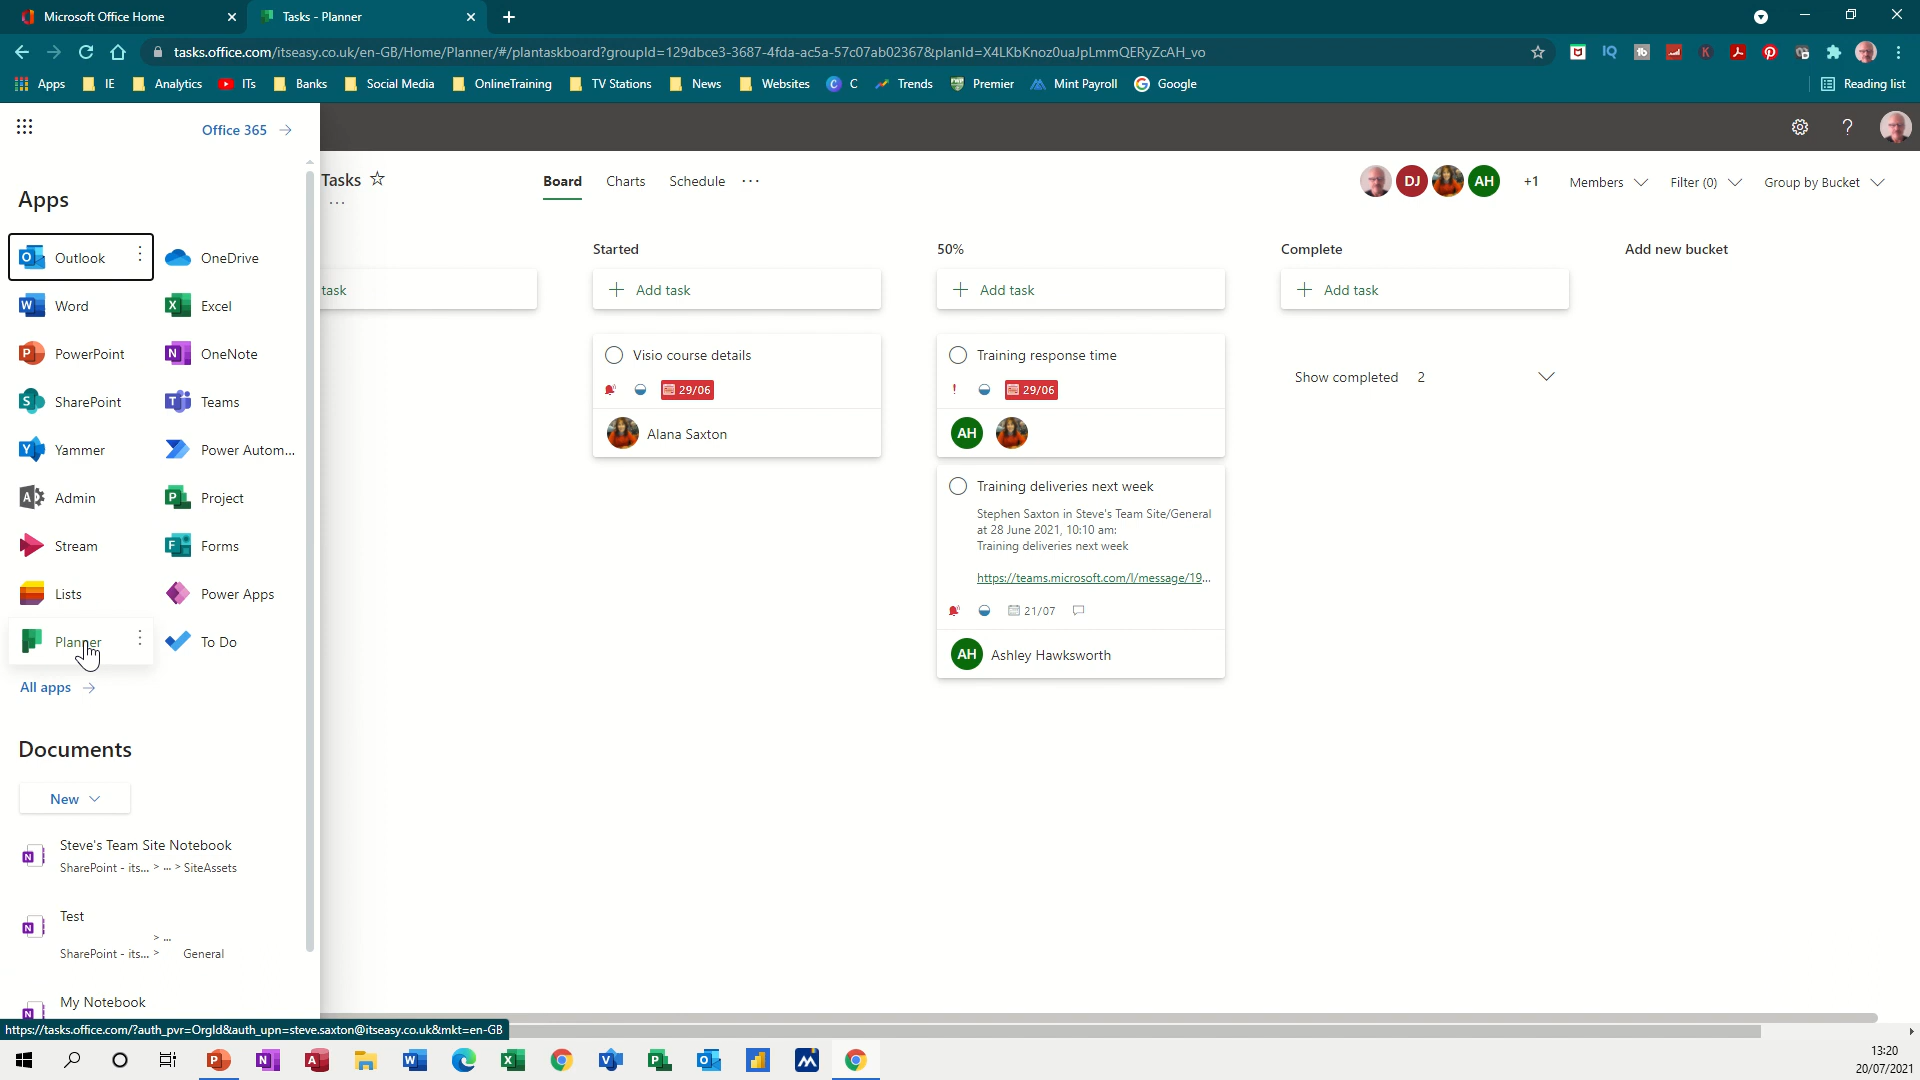 Microsoft Office Home
Tasks - Planner
tasks.office.com/itseasy.co.uk/en-GB/Home/Planner/#/plantaskboard?groupId=129dbce3-3687-4fda-ac5a-57c07ab02367&planId=X4LKbKnoz0uaJpLmmQERyZcAH_vo
Apps IE Analytics ITs Banks Social Media OnlineTraining TV Stations News Websites C Trends Premier Mint Payroll Google Reading list
Office 365
Tasks
Board Charts Schedule
DJ AH +1 Members Filter (0) Group by Bucket
Apps
Outlook OneDrive
Word Excel
PowerPoint OneNote
SharePoint Teams
Yammer Power Autom...
Admin Project
Stream Forms
Lists Power Apps
Planner To Do
All apps
Documents
New
Steve's Team Site Notebook
SharePoint - its... > ... > SiteAssets
Test
> ...
SharePoint - its... > General
My Notebook
task
Started
Add task
Visio course details
29/06
Alana Saxton
50%
Add task
Training response time
29/06
AH
Training deliveries next week
Stephen Saxton in Steve's Team Site/General
at 28 June 2021, 10:10 am:
Training deliveries next week
https://teams.microsoft.com/l/message/19...
21/07
AH Ashley Hawksworth
Complete
Add task
Show completed 2
Add new bucket
https://tasks.office.com/?auth_pvr=OrgId&auth_upn=steve.saxton@itseasy.co.uk&mkt=en-GB
13:20
20/07/2021